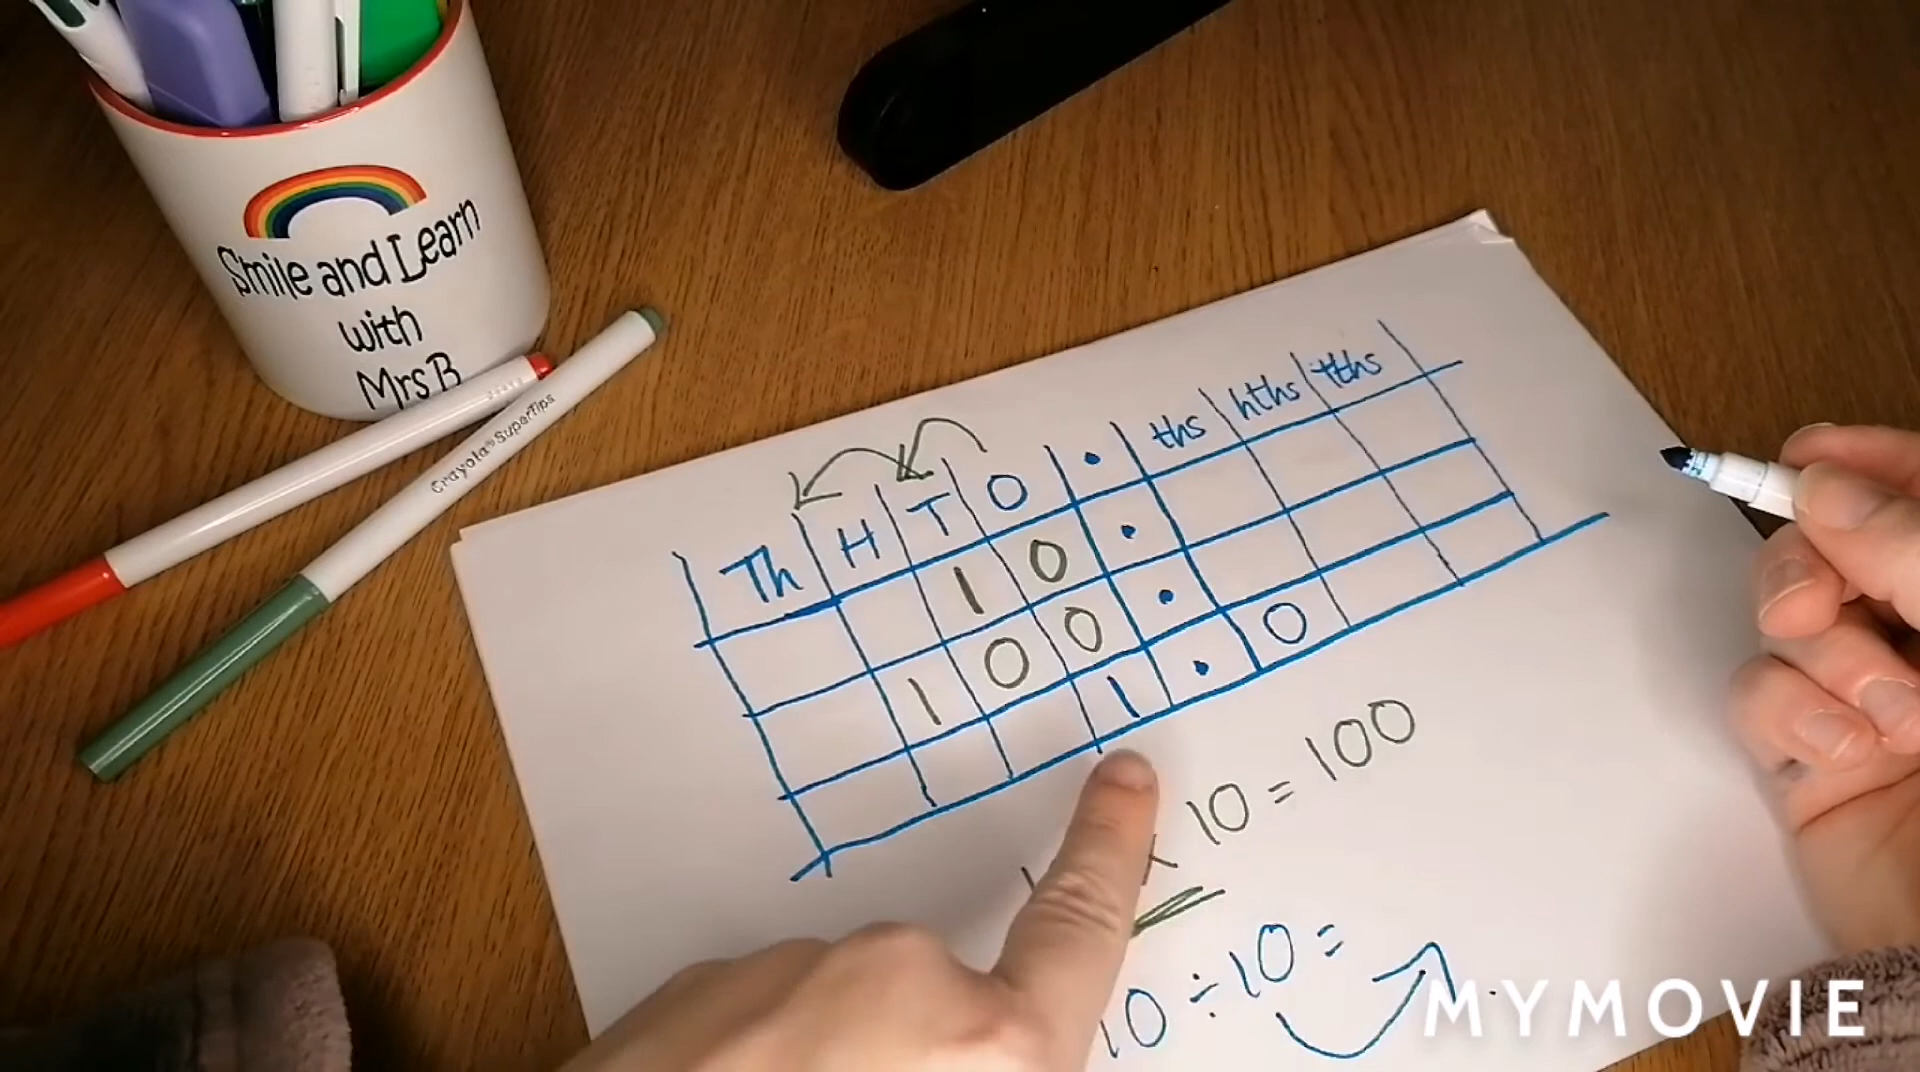 Smile and Learn
with
Mrs B
Crayola SuperTips
Th H T O . ths hths tths
1 0 .
1 0 0 .
1 . 0
x 10 = 100
10 ÷ 10 =
MYMOVIE